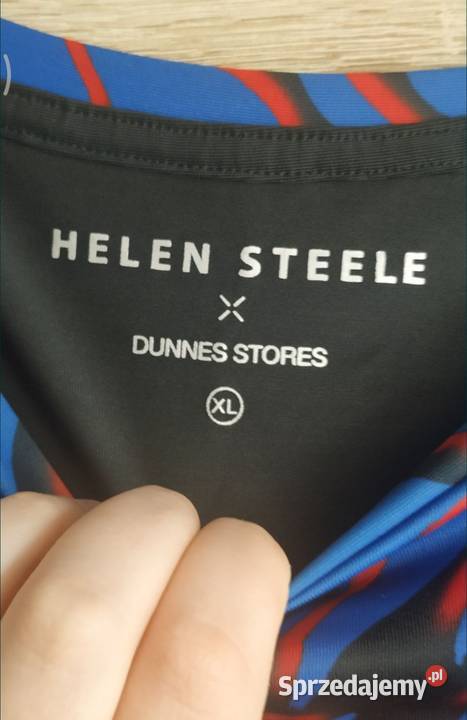 HELEN STEELE
X
DUNNES STORES
XL
Sprzedajemy.pl